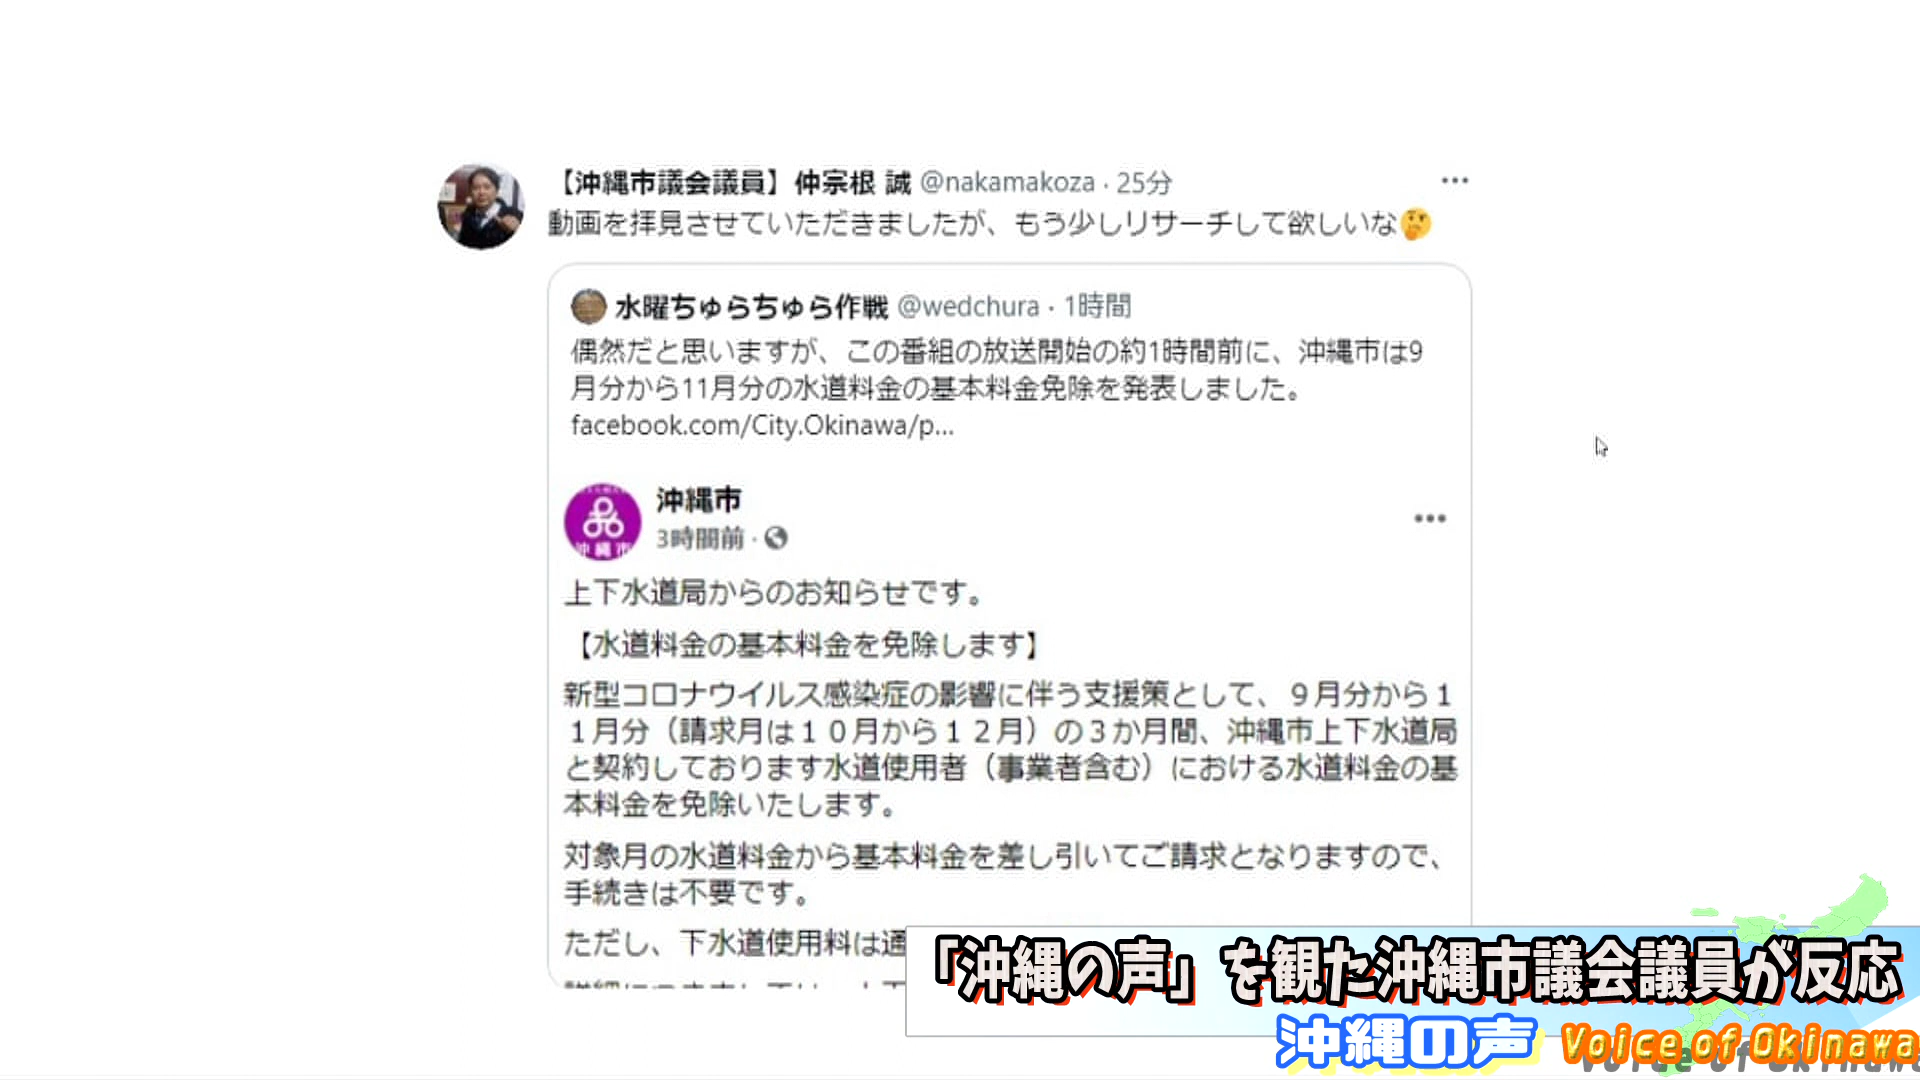 【沖縄市議会議員】仲宗根 誠 @nakamakoza · 25分
動画を拝見させていただきましたが、もう少しリサーチして欲しいな🤔
水曜ちゅらちゅら作戦 @wedchura · 1時間
偶然だと思いますが、この番組の放送開始の約1時間前に、沖縄市は9
月分から11月分の水道料金の基本料金免除を発表しました。
facebook.com/City.Okinawa/p...
沖縄市
沖縄市
3時間前 ·
上下水道局からのお知らせです。
【水道料金の基本料金を免除します】
新型コロナウイルス感染症の影響に伴う支援策として、９月分から１
１月分（請求月は１０月から１２月）の３か月間、沖縄市上下水道局
と契約しております水道使用者（事業者含む）における水道料金の基
本料金を免除いたします。
対象月の水道料金から基本料金を差し引いてご請求となりますので、
手続きは不要です。
ただし、下水道使用料は通
「沖縄の声」を観た沖縄市議会議員が反応
沖縄の声 Voice of Okinawa